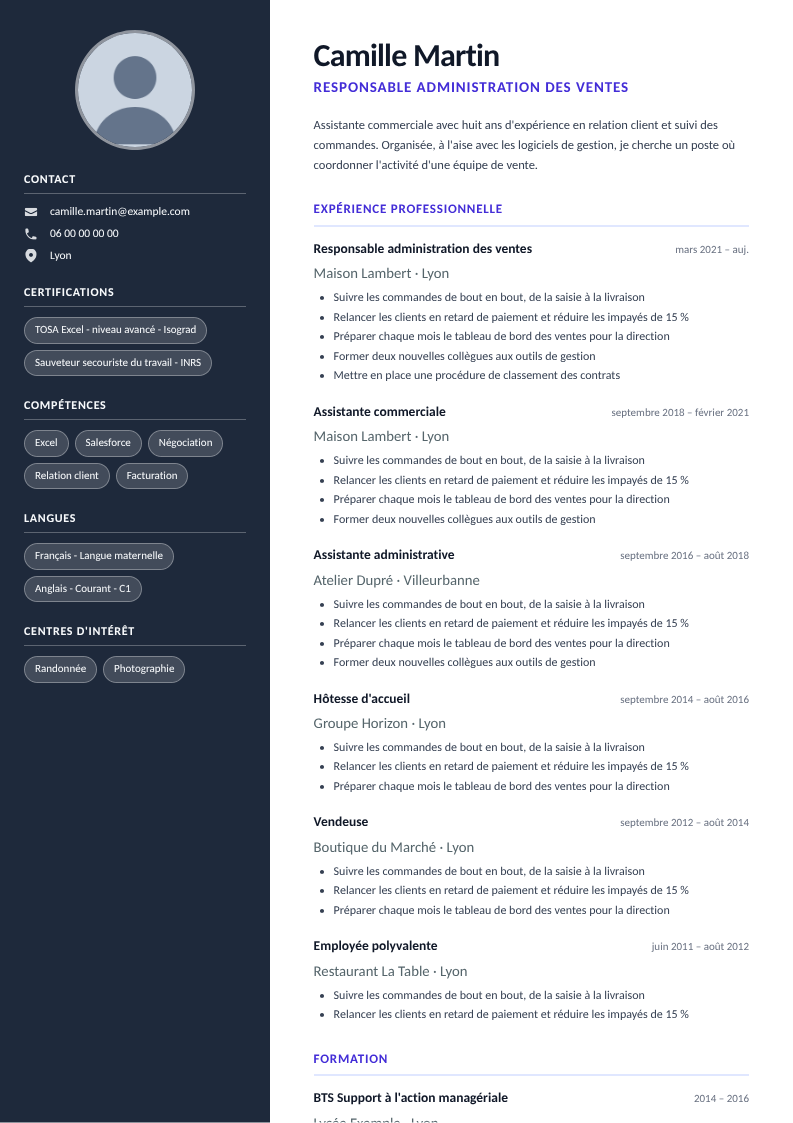 CONTACT
camille.martin@example.com
06 00 00 00 00
Lyon
CERTIFICATIONS
TOSA Excel - niveau avancé - Isograd
Sauveteur secouriste du travail - INRS
COMPÉTENCES
Excel Salesforce Négociation
Relation client Facturation
LANGUES
Français - Langue maternelle
Anglais - Courant - C1
CENTRES D'INTÉRÊT
Randonnée Photographie
Camille Martin
RESPONSABLE ADMINISTRATION DES VENTES
Assistante commerciale avec huit ans d'expérience en relation client et suivi des
commandes. Organisée, à l'aise avec les logiciels de gestion, je cherche un poste où
coordonner l'activité d'une équipe de vente.
EXPÉRIENCE PROFESSIONNELLE
Responsable administration des ventes mars 2021 – auj.
Maison Lambert · Lyon
• Suivre les commandes de bout en bout, de la saisie à la livraison
• Relancer les clients en retard de paiement et réduire les impayés de 15 %
• Préparer chaque mois le tableau de bord des ventes pour la direction
• Former deux nouvelles collègues aux outils de gestion
• Mettre en place une procédure de classement des contrats
Assistante commerciale septembre 2018 – février 2021
Maison Lambert · Lyon
• Suivre les commandes de bout en bout, de la saisie à la livraison
• Relancer les clients en retard de paiement et réduire les impayés de 15 %
• Préparer chaque mois le tableau de bord des ventes pour la direction
• Former deux nouvelles collègues aux outils de gestion
Assistante administrative septembre 2016 – août 2018
Atelier Dupré · Villeurbanne
• Suivre les commandes de bout en bout, de la saisie à la livraison
• Relancer les clients en retard de paiement et réduire les impayés de 15 %
• Préparer chaque mois le tableau de bord des ventes pour la direction
• Former deux nouvelles collègues aux outils de gestion
Hôtesse d'accueil septembre 2014 – août 2016
Groupe Horizon · Lyon
• Suivre les commandes de bout en bout, de la saisie à la livraison
• Relancer les clients en retard de paiement et réduire les impayés de 15 %
• Préparer chaque mois le tableau de bord des ventes pour la direction
Vendeuse septembre 2012 – août 2014
Boutique du Marché · Lyon
• Suivre les commandes de bout en bout, de la saisie à la livraison
• Relancer les clients en retard de paiement et réduire les impayés de 15 %
• Préparer chaque mois le tableau de bord des ventes pour la direction
Employée polyvalente juin 2011 – août 2012
Restaurant La Table · Lyon
• Suivre les commandes de bout en bout, de la saisie à la livraison
• Relancer les clients en retard de paiement et réduire les impayés de 15 %
FORMATION
BTS Support à l'action managériale 2014 – 2016
Lycée Example · Lyon